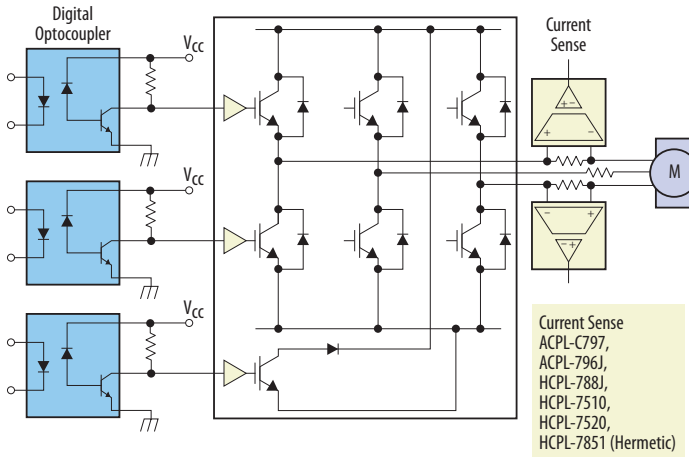 Digital
Optocoupler
VCC
Current
Sense
+ −
+ −
VCC
M
− +
− +
VCC
Current Sense
ACPL-C797,
ACPL-796J,
HCPL-788J,
HCPL-7510,
HCPL-7520,
HCPL-7851 (Hermetic)